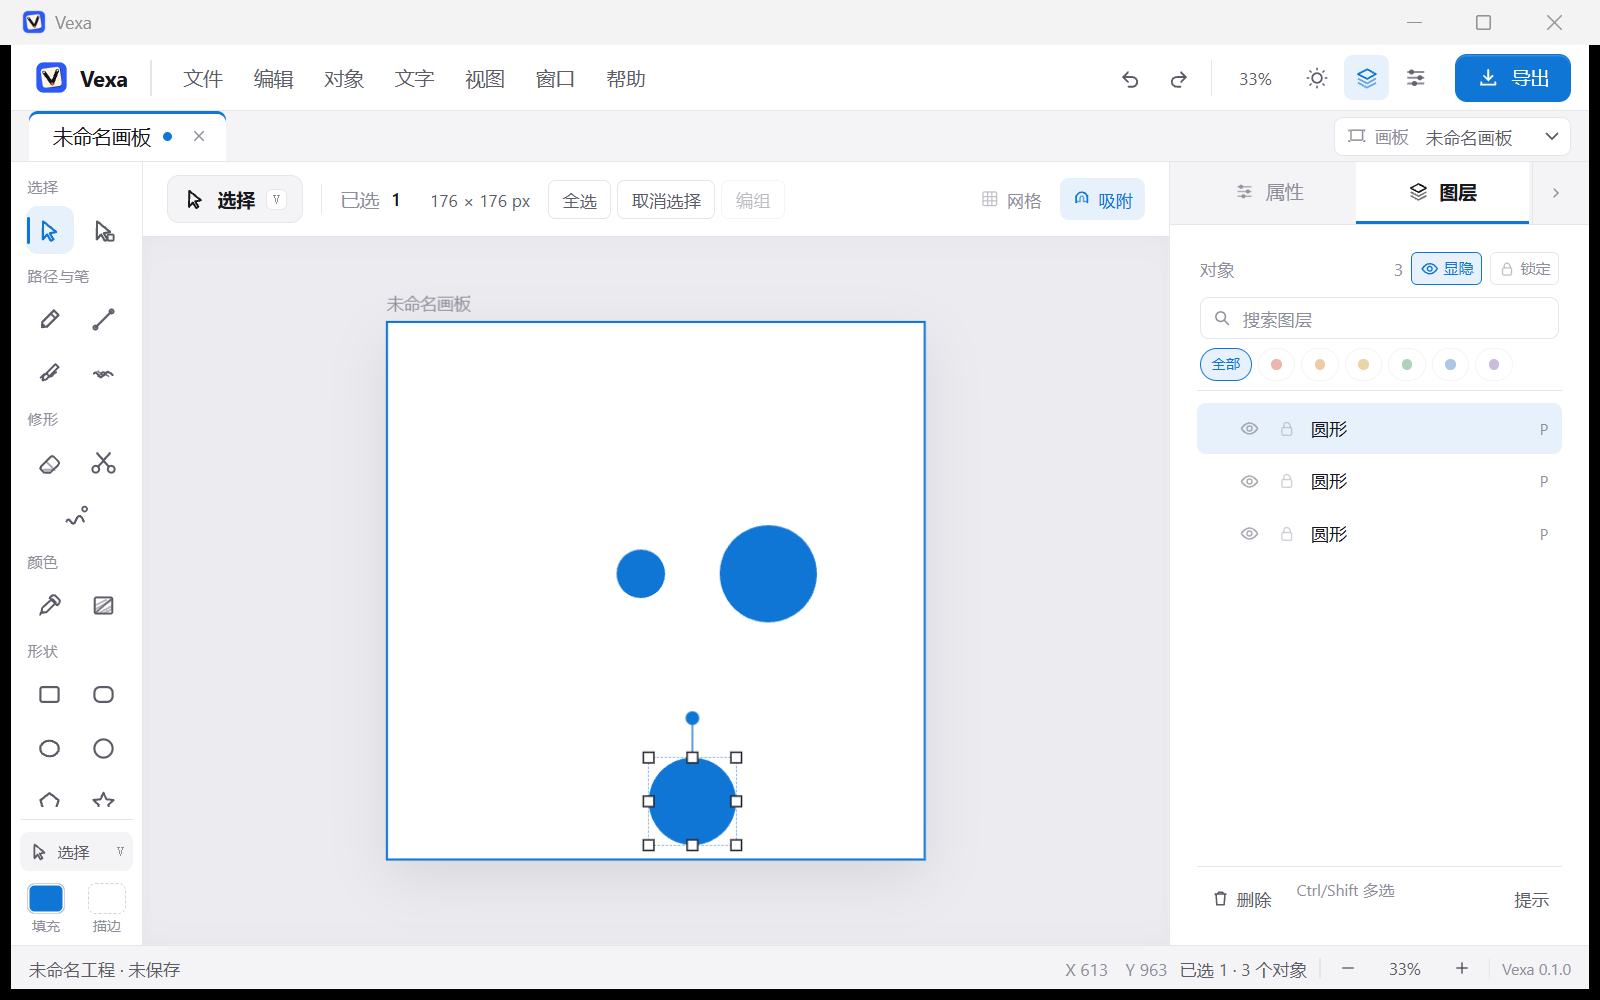 Vexa
Vexa 文件 编辑 对象 文字 视图 窗口 帮助 33% 导出
未命名画板 画板 未命名画板
选择 选择 V 已选 1 176 × 176 px 全选 取消选择 编组 网格 吸附 属性 图层
路径与笔
修形
颜色
形状
选择 V
填充 描边
未命名画板
对象 3 显隐 锁定
搜索图层
全部
圆形 P
圆形 P
圆形 P
删除 Ctrl/Shift 多选 提示
未命名工程 · 未保存 X 613 Y 963 已选 1 · 3 个对象 33% Vexa 0.1.0